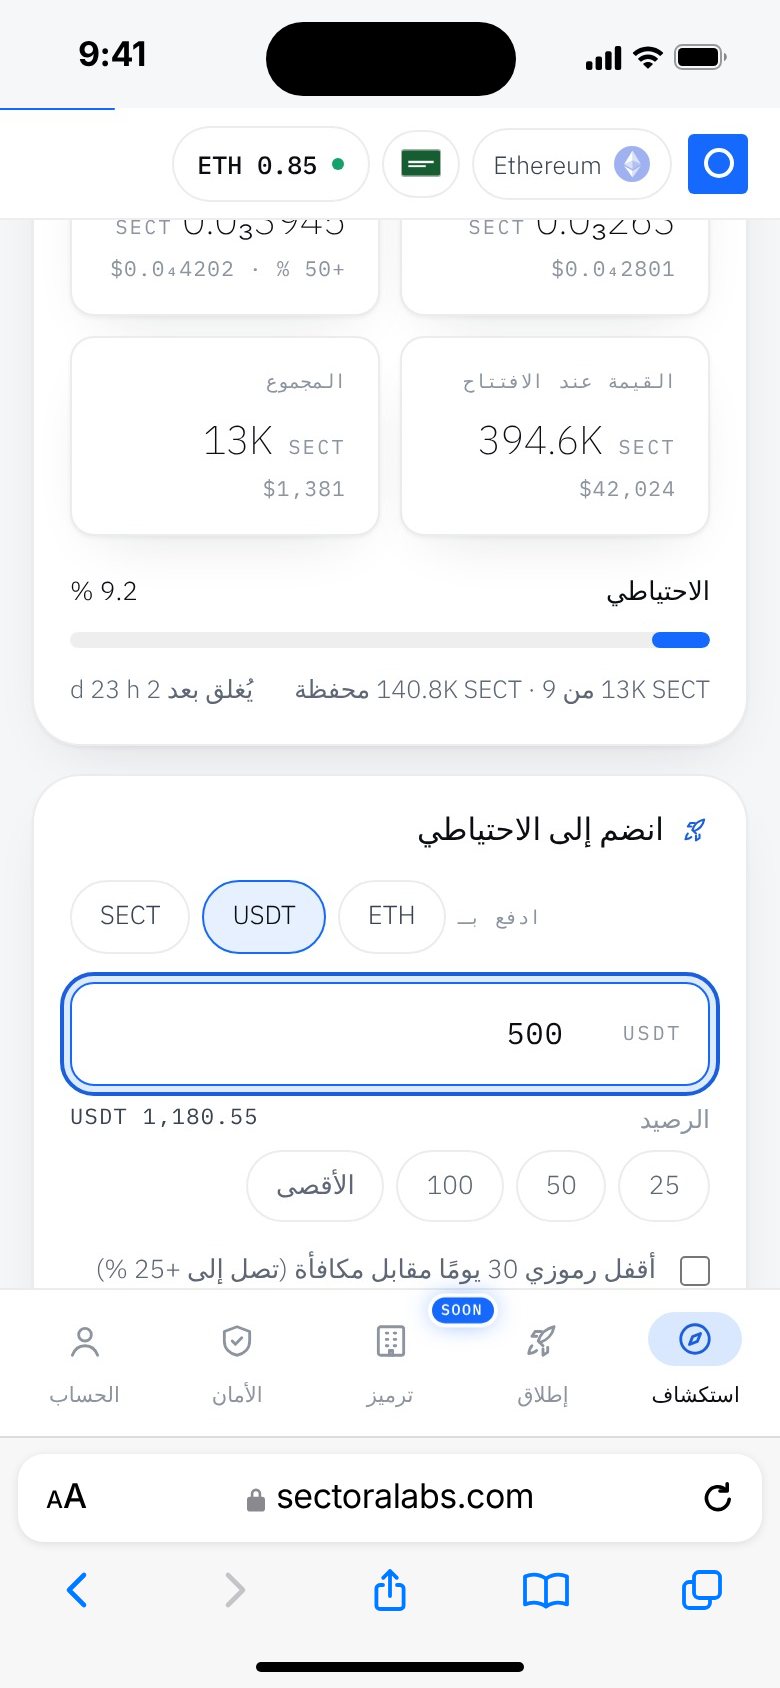 9:41
Ethereum
ETH 0.85
$0.0₄2801
$0.0₄4202 · % 50+
القيمة عند الافتتاح
394.6K SECT
$42,024
المجموع
13K SECT
$1,381
الاحتياطي
% 9.2
13K SECT من 140.8K SECT · 9 محفظة
يُغلق بعد 2 d 23 h
انضم إلى الاحتياطي
ادفع بـ
ETH
USDT
SECT
500 USDT
الرصيد
USDT 1,180.55
25
50
100
الأقصى
أقفل رموزي 30 يومًا مقابل مكافأة (تصل إلى +25 %)
SOON
استكشاف
إطلاق
ترميز
الأمان
الحساب
AA
sectoralabs.com